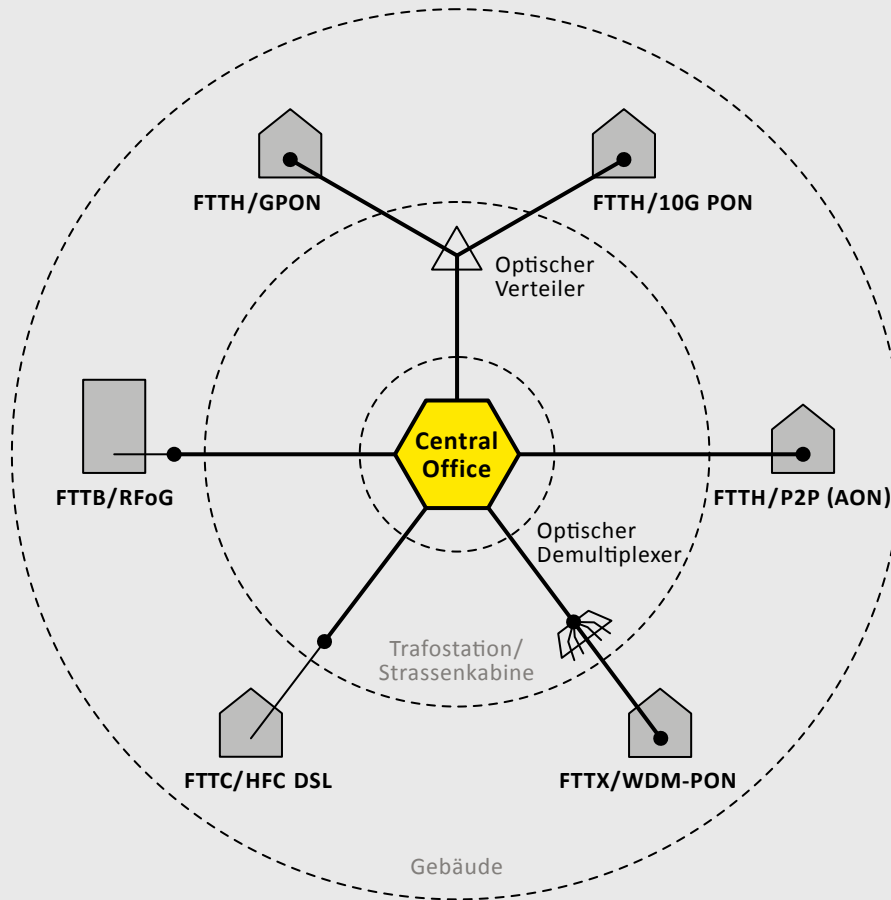 FTTH/GPON
FTTH/10G PON
Optischer
Verteiler
Central
Office
FTTB/RFoG
FTTH/P2P (AON)
Optischer
Demultiplexer
Trafostation/
Strassenkabine
FTTC/HFC DSL
FTTX/WDM-PON
Gebäude